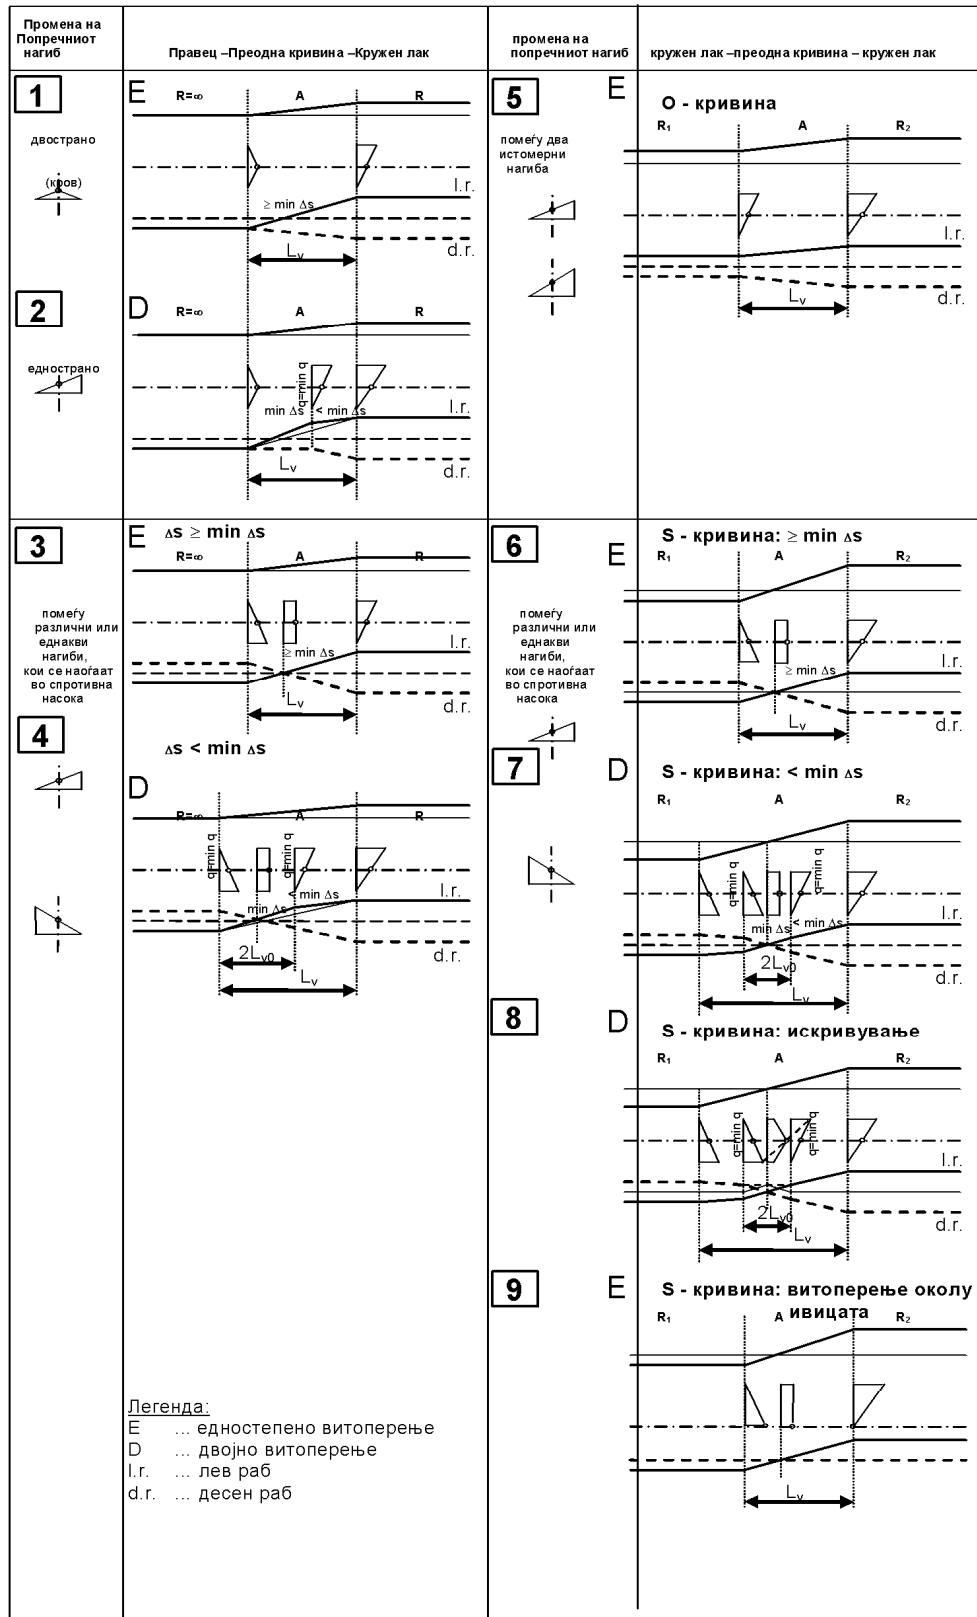 Промена на
Попречниот
нагиб
Правец –Преодна кривина –Кружен лак
промена на
попречниот нагиб
кружен лак –преодна кривина – кружен лак
1
двострано
(кров)
E
R=∞
A
R
l.r.
≥ min Δs
d.r.
Lv
2
еднострано
D
R=∞
A
R
q=min q
l.r.
min Δs
< min Δs
Lv
d.r.
3
помеѓу
различни или
еднакви
нагиби,
кои се наоѓаат
во спротивна
насока
E
Δs ≥ min Δs
R=∞
A
R
l.r.
≥ min Δs
Lv
d.r.
4
Δs < min Δs
D
R=∞
A
R
q=min q
q=min q
l.r.
< min Δs
min Δs
2Lv0
d.r.
Lv
Легенда:
E ... едностепено витоперење
D ... двојно витоперење
l.r. ... лев раб
d.r. ... десен раб
5
помеѓу два
истомерни
нагиба
E
О - кривина
R1
A
R2
l.r.
Lv
d.r.
6
помеѓу
различни или
еднакви
нагиби,
кои се наоѓаат
во спротивна
насока
E
S - кривина: ≥ min Δs
R1
A
R2
l.r.
≥ min Δs
Lv
d.r.
7
D
S - кривина: < min Δs
R1
A
R2
q=min q
q=min q
l.r.
min Δs
< min Δs
2Lv0
d.r.
Lv
8
D
S - кривина: искривување
R1
A
R2
q=min q
q=min q
l.r.
2Lv0
d.r.
Lv
9
E
S - кривина: витоперење околу
ивицата
R1
A
R2
Lv